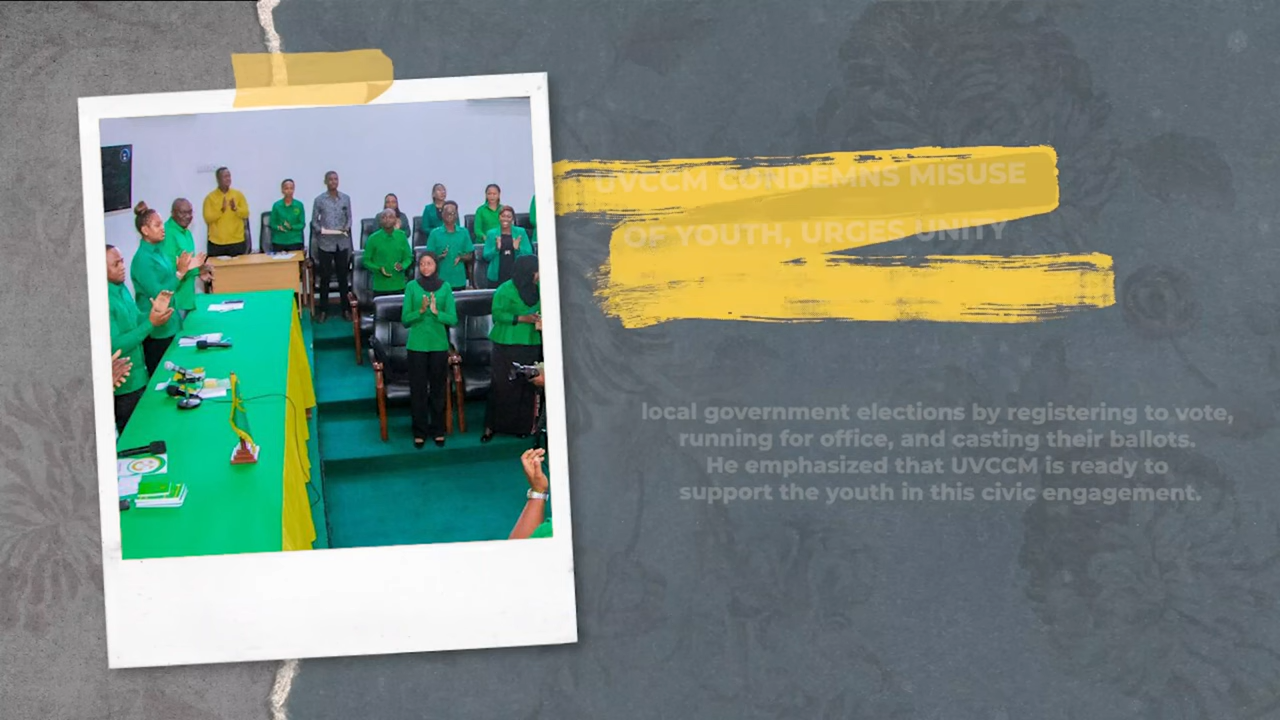 UVCCM CONDEMNS MISUSE
OF YOUTH, URGES UNITY
local government elections by registering to vote,
running for office, and casting their ballots.
He emphasized that UVCCM is ready to
support the youth in this civic engagement.